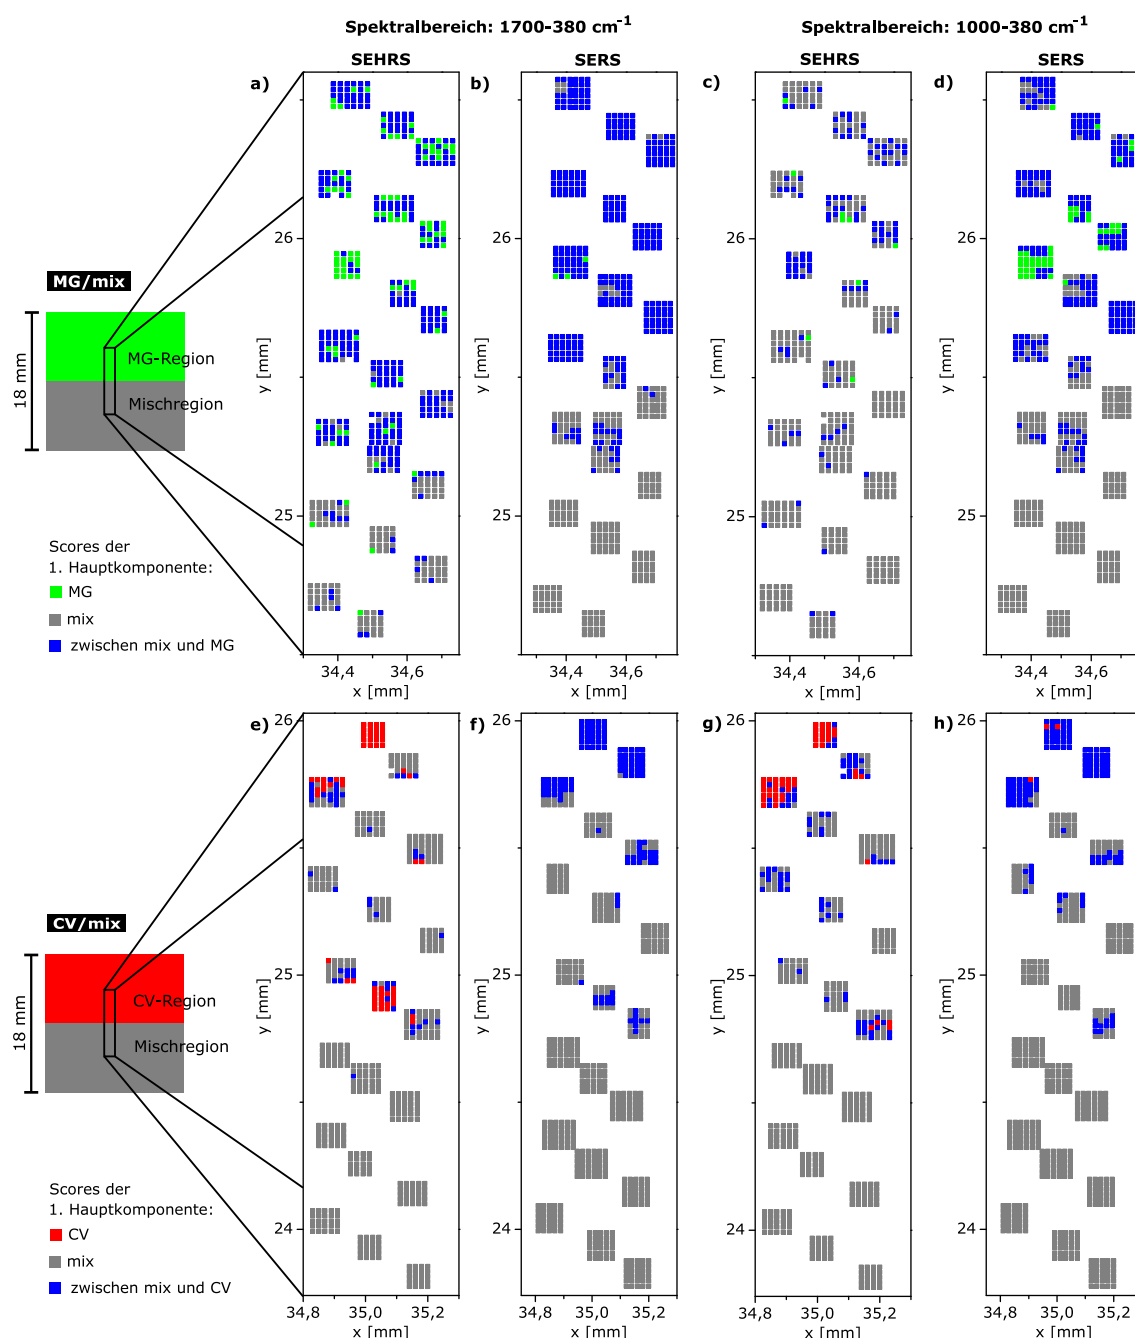 Spektralbereich: 1700-380 cm⁻¹
Spektralbereich: 1000-380 cm⁻¹
SEHRS
SERS
SEHRS
SERS
a)
b)
c)
d)
26
26
26
26
25
25
25
25
y [mm]
y [mm]
y [mm]
y [mm]
34,4
34,6
34,4
34,6
34,4
34,6
34,4
34,6
x [mm]
x [mm]
x [mm]
x [mm]
MG/mix
18 mm
MG-Region
Mischregion
Scores der
1. Hauptkomponente:
MG
mix
zwischen mix und MG
e)
f)
g)
h)
26
26
26
26
25
25
25
25
24
24
24
24
y [mm]
y [mm]
y [mm]
y [mm]
34,8
35,0
35,2
34,8
35,0
35,2
34,8
35,0
35,2
34,8
35,0
35,2
x [mm]
x [mm]
x [mm]
x [mm]
CV/mix
18 mm
CV-Region
Mischregion
Scores der
1. Hauptkomponente:
CV
mix
zwischen mix und CV